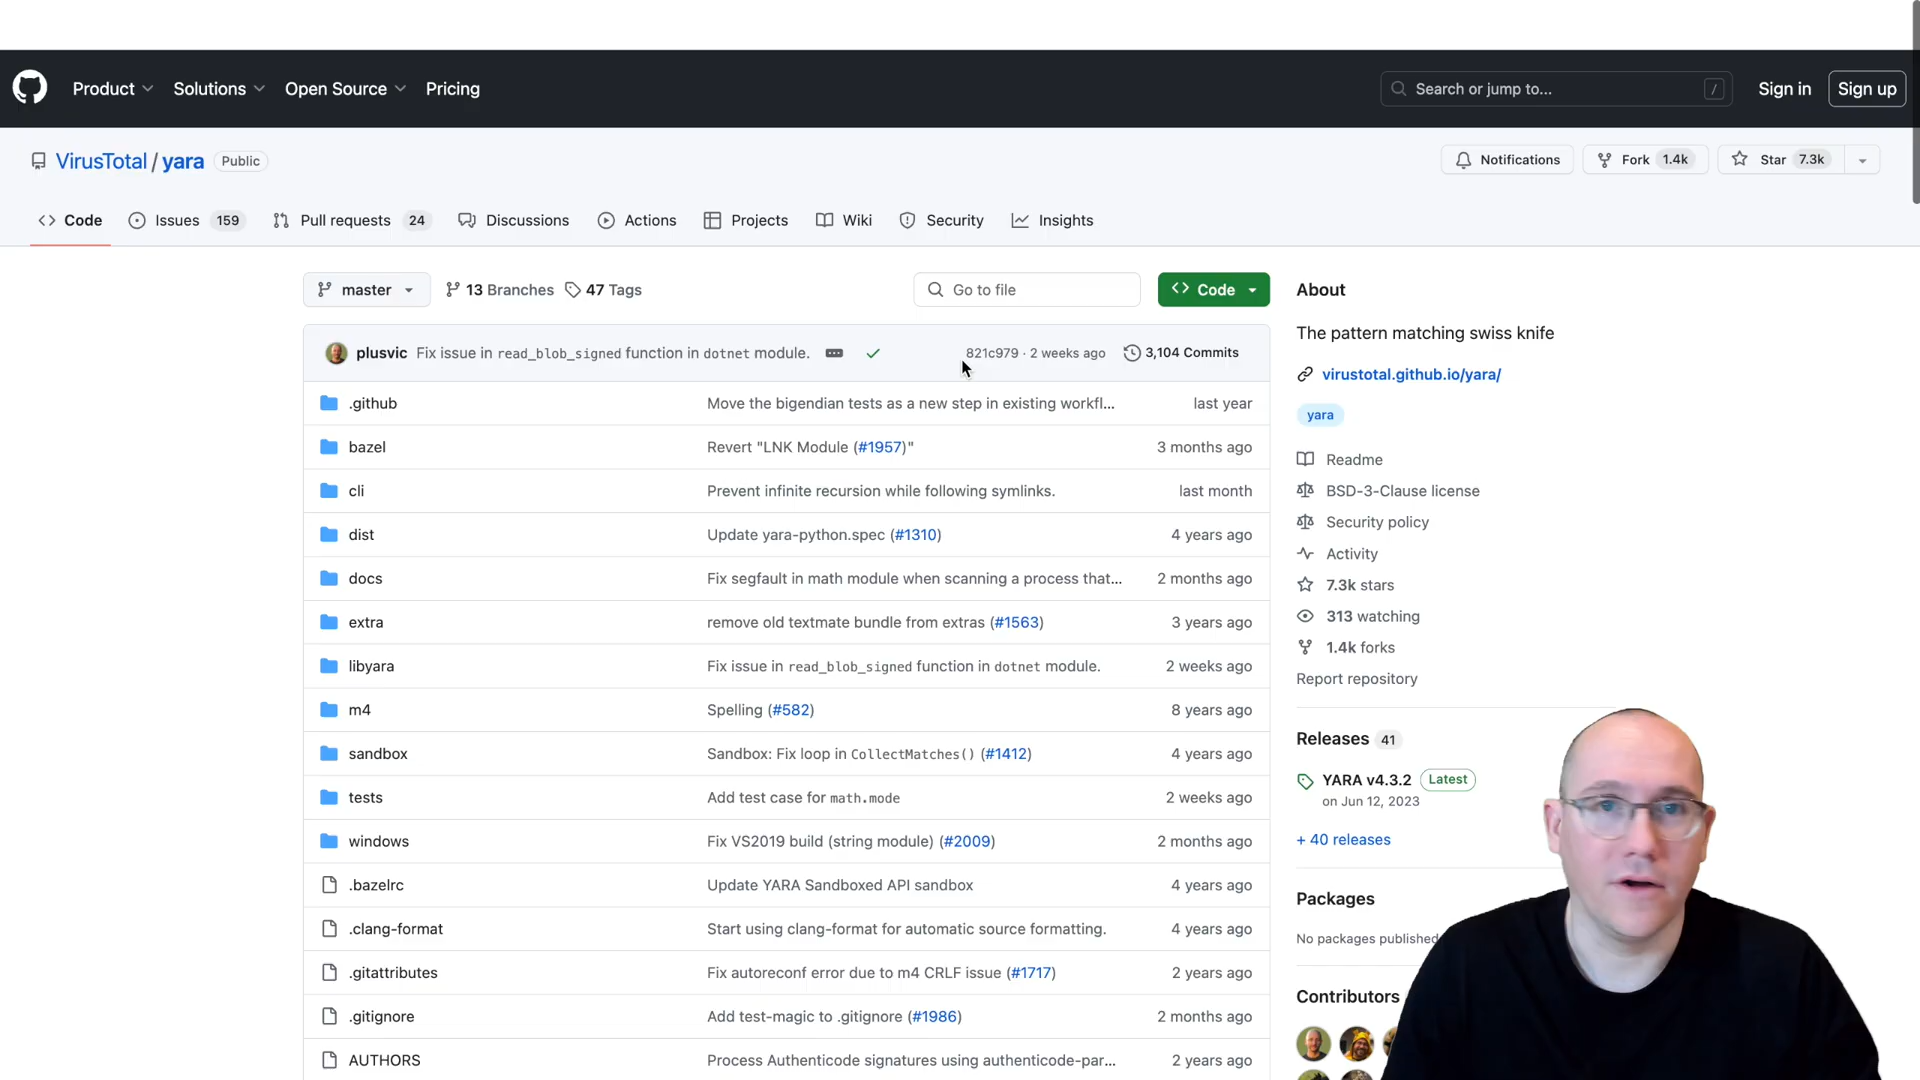 Product Solutions Open Source Pricing Search or jump to... / Sign in Sign up
VirusTotal / yara Public Notifications Fork 1.4k Star 7.3k
Code Issues 159 Pull requests 24 Discussions Actions Projects Wiki Security Insights
master 13 Branches 47 Tags Go to file Code
plusvic Fix issue in read_blob_signed function in dotnet module. 821c979 · 2 weeks ago 3,104 Commits
.github Move the bigendian tests as a new step in existing workfl... last year
bazel Revert "LNK Module (#1957)" 3 months ago
cli Prevent infinite recursion while following symlinks. last month
dist Update yara-python.spec (#1310) 4 years ago
docs Fix segfault in math module when scanning a process that... 2 months ago
extra remove old textmate bundle from extras (#1563) 3 years ago
libyara Fix issue in read_blob_signed function in dotnet module. 2 weeks ago
m4 Spelling (#582) 8 years ago
sandbox Sandbox: Fix loop in CollectMatches() (#1412) 4 years ago
tests Add test case for math.mode 2 weeks ago
windows Fix VS2019 build (string module) (#2009) 2 months ago
.bazelrc Update YARA Sandboxed API sandbox 4 years ago
.clang-format Start using clang-format for automatic source formatting. 4 years ago
.gitattributes Fix autoreconf error due to m4 CRLF issue (#1717) 2 years ago
.gitignore Add test-magic to .gitignore (#1986) 2 months ago
AUTHORS Process Authenticode signatures using authenticode-par... 2 years ago
About
The pattern matching swiss knife
virustotal.github.io/yara/
yara
Readme
BSD-3-Clause license
Security policy
Activity
7.3k stars
313 watching
1.4k forks
Report repository
Releases 41
YARA v4.3.2 Latest
on Jun 12, 2023
+ 40 releases
Packages
No packages published
Contributors